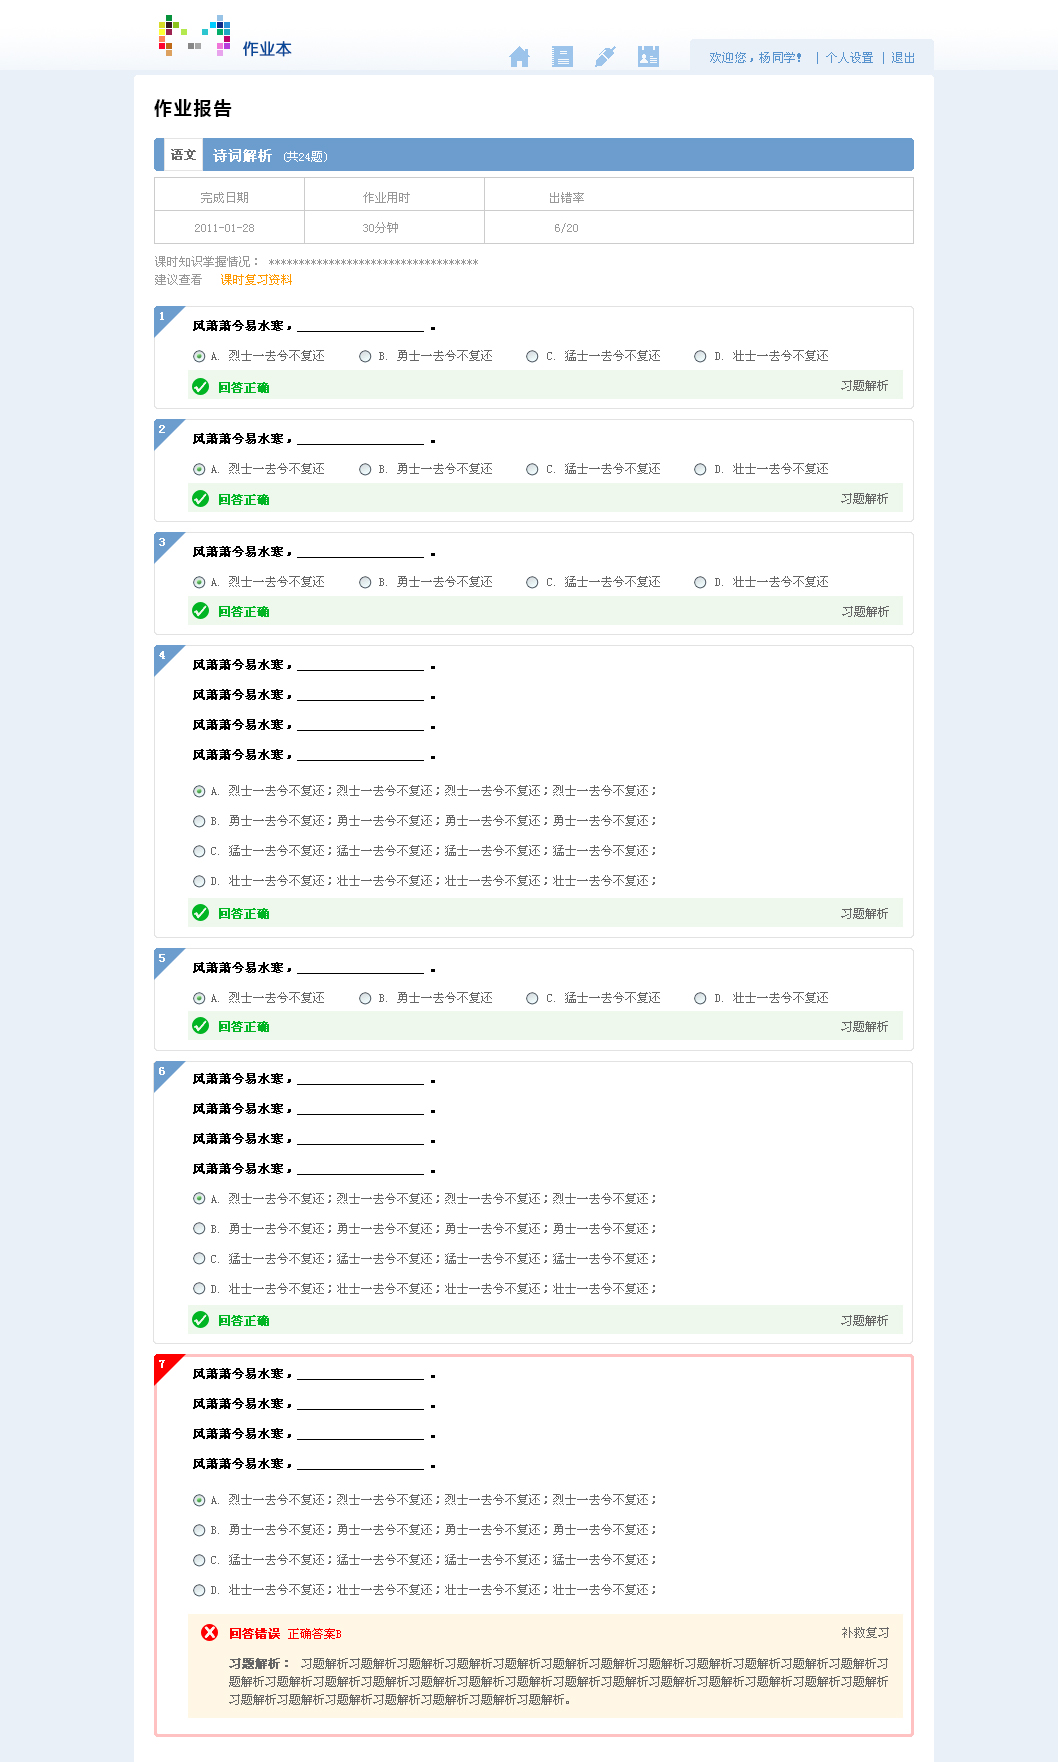 作业本
欢迎您，杨同学！ | 个人设置 | 退出
作业报告
语文 诗词解析 (共24题)
完成日期 作业用时 出错率
2011-01-28 30分钟 6/20
课时知识掌握情况： ***********************************
建议查看 课时复习资料
1
风萧萧兮易水寒，____________________ 。
A. 烈士一去兮不复还 B. 勇士一去兮不复还 C. 猛士一去兮不复还 D. 壮士一去兮不复还
回答正确 习题解析
2
风萧萧兮易水寒，____________________ 。
A. 烈士一去兮不复还 B. 勇士一去兮不复还 C. 猛士一去兮不复还 D. 壮士一去兮不复还
回答正确 习题解析
3
风萧萧兮易水寒，____________________ 。
A. 烈士一去兮不复还 B. 勇士一去兮不复还 C. 猛士一去兮不复还 D. 壮士一去兮不复还
回答正确 习题解析
4
风萧萧兮易水寒，____________________ 。
风萧萧兮易水寒，____________________ 。
风萧萧兮易水寒，____________________ 。
风萧萧兮易水寒，____________________ 。
A. 烈士一去兮不复还；烈士一去兮不复还；烈士一去兮不复还；烈士一去兮不复还；
B. 勇士一去兮不复还；勇士一去兮不复还；勇士一去兮不复还；勇士一去兮不复还；
C. 猛士一去兮不复还；猛士一去兮不复还；猛士一去兮不复还；猛士一去兮不复还；
D. 壮士一去兮不复还；壮士一去兮不复还；壮士一去兮不复还；壮士一去兮不复还；
回答正确 习题解析
5
风萧萧兮易水寒，____________________ 。
A. 烈士一去兮不复还 B. 勇士一去兮不复还 C. 猛士一去兮不复还 D. 壮士一去兮不复还
回答正确 习题解析
6
风萧萧兮易水寒，____________________ 。
风萧萧兮易水寒，____________________ 。
风萧萧兮易水寒，____________________ 。
风萧萧兮易水寒，____________________ 。
A. 烈士一去兮不复还；烈士一去兮不复还；烈士一去兮不复还；烈士一去兮不复还；
B. 勇士一去兮不复还；勇士一去兮不复还；勇士一去兮不复还；勇士一去兮不复还；
C. 猛士一去兮不复还；猛士一去兮不复还；猛士一去兮不复还；猛士一去兮不复还；
D. 壮士一去兮不复还；壮士一去兮不复还；壮士一去兮不复还；壮士一去兮不复还；
回答正确 习题解析
7
风萧萧兮易水寒，____________________ 。
风萧萧兮易水寒，____________________ 。
风萧萧兮易水寒，____________________ 。
风萧萧兮易水寒，____________________ 。
A. 烈士一去兮不复还；烈士一去兮不复还；烈士一去兮不复还；烈士一去兮不复还；
B. 勇士一去兮不复还；勇士一去兮不复还；勇士一去兮不复还；勇士一去兮不复还；
C. 猛士一去兮不复还；猛士一去兮不复还；猛士一去兮不复还；猛士一去兮不复还；
D. 壮士一去兮不复还；壮士一去兮不复还；壮士一去兮不复还；壮士一去兮不复还；
回答错误 正确答案B 补救复习
习题解析： 习题解析习题解析习题解析习题解析习题解析习题解析习题解析习题解析习题解析习题解析习题解析习题解析习
题解析习题解析习题解析习题解析习题解析习题解析习题解析习题解析习题解析习题解析习题解析习题解析习题解析习题解析
习题解析习题解析习题解析习题解析习题解析习题解析习题解析。